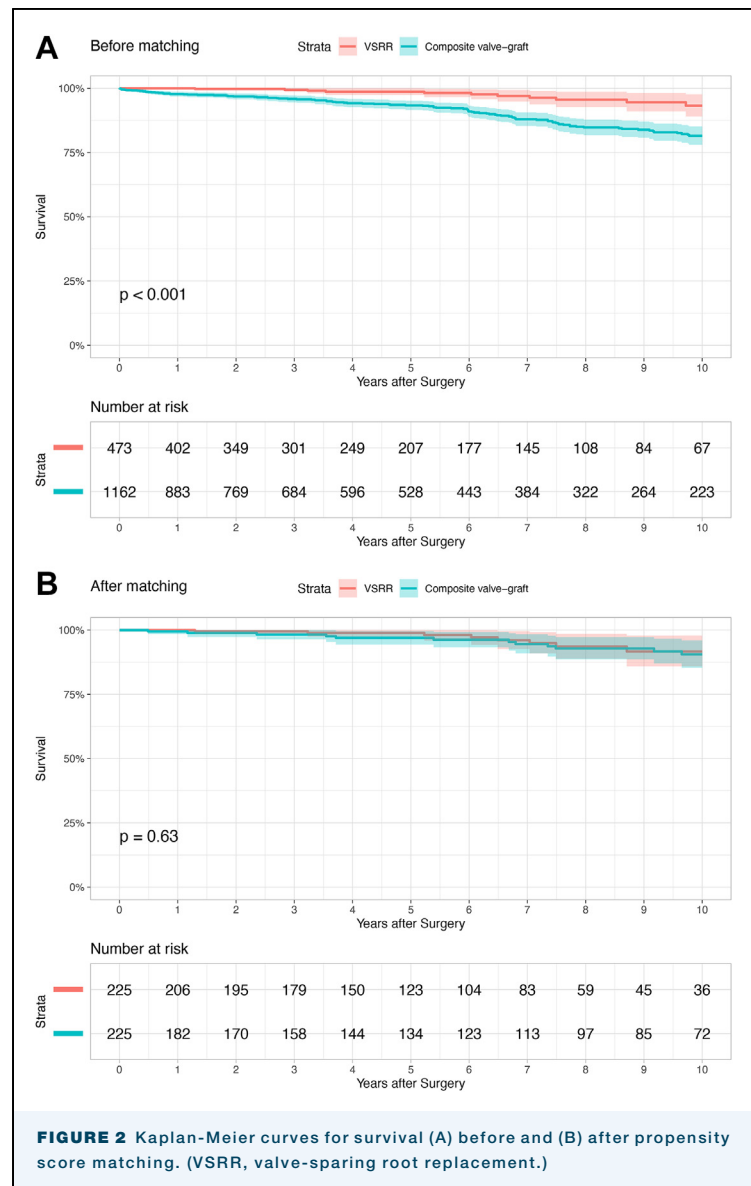 A Before matching Strata VSRR Composite valve−graft
100%
75%
50%
25%
0%
Survival
p < 0.001
0 1 2 3 4 5 6 7 8 9 10
Years after Surgery
Number at risk
Strata
473 402 349 301 249 207 177 145 108 84 67
1162 883 769 684 596 528 443 384 322 264 223
0 1 2 3 4 5 6 7 8 9 10
Years after Surgery
B After matching Strata VSRR Composite valve−graft
100%
75%
50%
25%
0%
Survival
p = 0.63
0 1 2 3 4 5 6 7 8 9 10
Years after Surgery
Number at risk
Strata
225 206 195 179 150 123 104 83 59 45 36
225 182 170 158 144 134 123 113 97 85 72
0 1 2 3 4 5 6 7 8 9 10
Years after Surgery
FIGURE 2 Kaplan-Meier curves for survival (A) before and (B) after propensity
score matching. (VSRR, valve-sparing root replacement.)